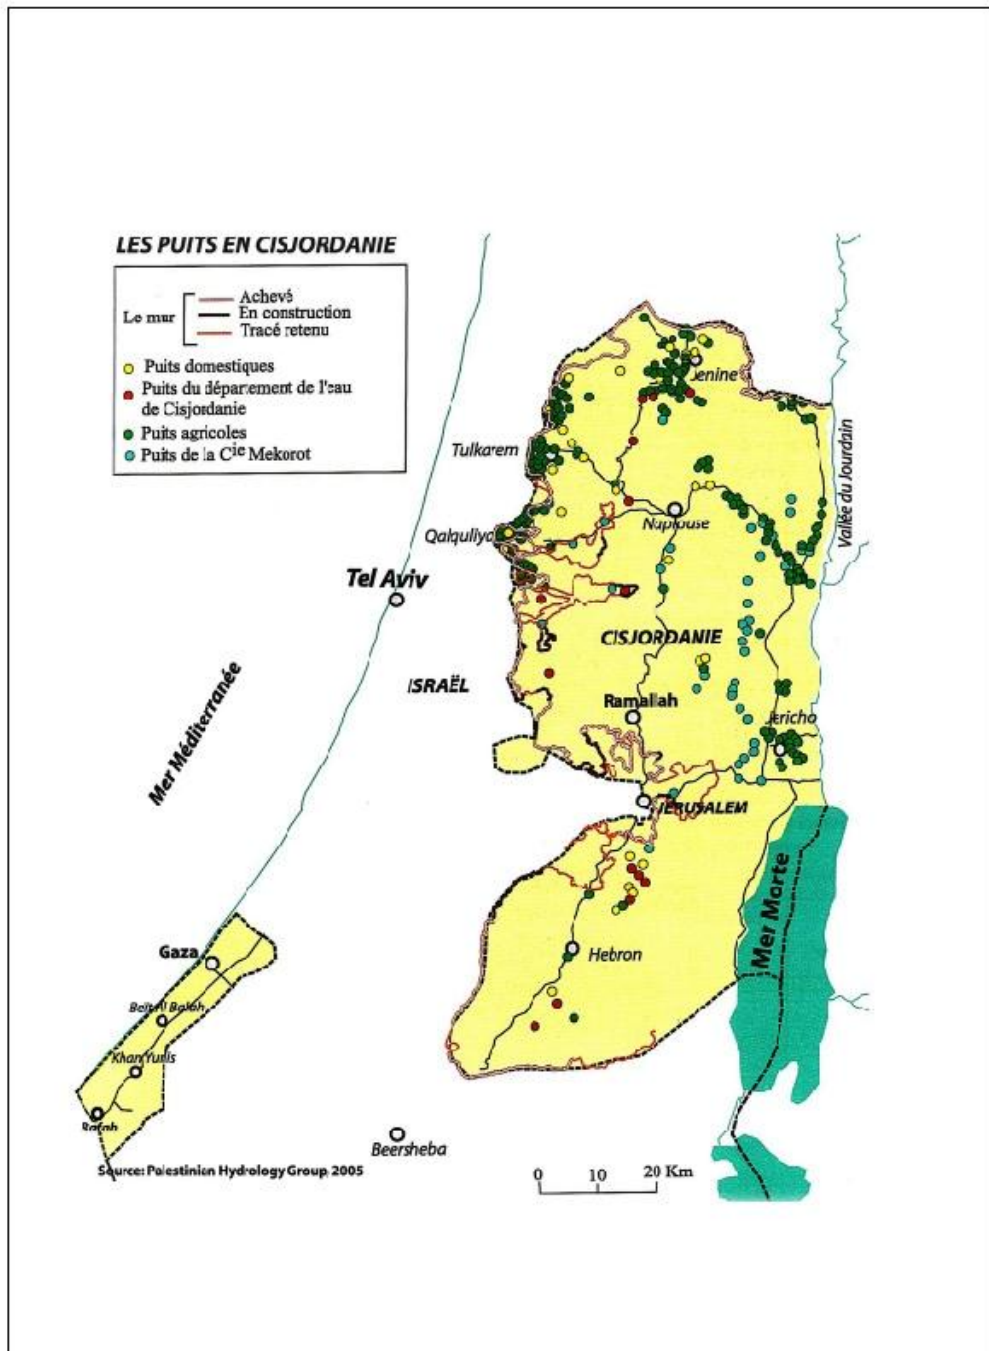 LES PUITS EN CISJORDANIE
Le mur
Achevé
En construction
Tracé retenu
Puits domestiques
Puits du département de l'eau
de Cisjordanie
Puits agricoles
Puits de la Cie Mekorot
Jenine
Tulkarem
Vallée du Jourdain
Naplouse
Qalquliya
Tel Aviv
CISJORDANIE
ISRAËL
Ramallah
Jericho
Mer Méditerranée
JERUSALEM
Mer Morte
Hebron
Gaza
Beit Al Balah
Khan Yunis
Rafah
Beersheba
Source: Palestinian Hydrology Group, 2005
0 10 20 Km